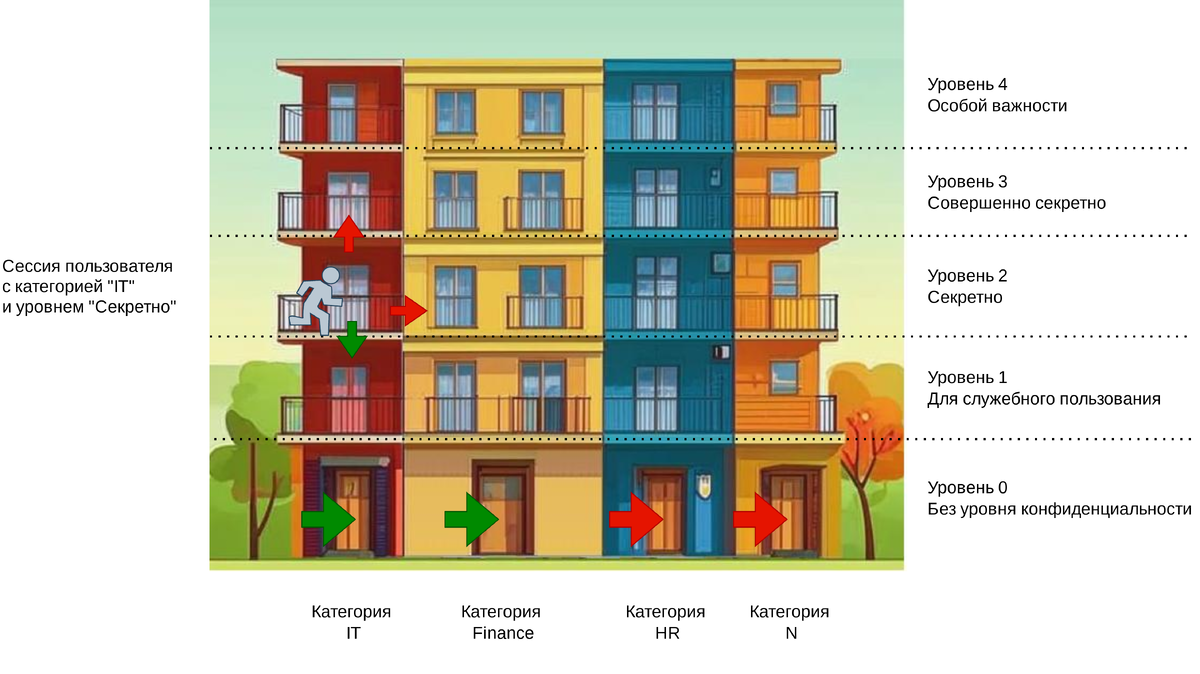 Уровень 4
Особой важности
Уровень 3
Совершенно секретно
Сессия пользователя
с категорией "IT"
и уровнем "Секретно"
Уровень 2
Секретно
Уровень 1
Для служебного пользования
Уровень 0
Без уровня конфиденциальности
Категория
IT
Категория
Finance
Категория
HR
Категория
N